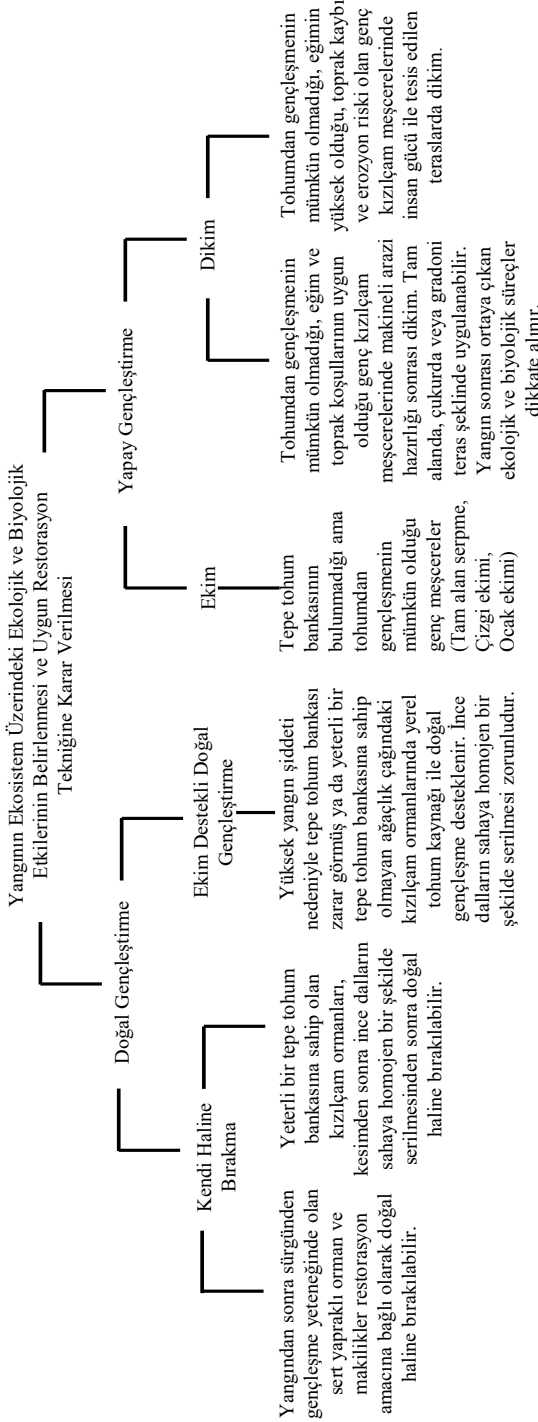 Yangının Ekosistem Üzerindeki Ekolojik ve Biyolojik
Etkilerinin Belirlenmesi ve Uygun Restorasyon
Tekniğine Karar Verilmesi
Doğal Gençleştirme
Yapay Gençleştirme
Kendi Haline
Bırakma
Ekim Destekli Doğal
Gençleştirme
Ekim
Dikim
Yangından sonra sürgünden
gençleşme yeteneğinde olan
sert yapraklı orman ve
makilikler restorasyon
amacına bağlı olarak doğal
haline bırakılabilir.
Yeterli bir tepe tohum
bankasına sahip olan
kızılçam ormanları,
kesimden sonra ince dalların
sahaya homojen bir şekilde
serilmesinden sonra doğal
haline bırakılabilir.
Yüksek yangın şiddeti
nedeniyle tepe tohum bankası
zarar görmüş ya da yeterli bir
tepe tohum bankasına sahip
olmayan ağaçlık çağındaki
kızılçam ormanlarında yerel
tohum kaynağı ile doğal
gençleşme desteklenir. İnce
dalların sahaya homojen bir
şekilde serilmesi zorunludur.
Tepe tohum
bankasının
bulunmadığı ama
tohumdan
gençleşmenin
mümkün olduğu
genç meşcereler
(Tam alan serpme,
Çizgi ekimi,
Ocak ekimi)
Tohumdan gençleşmenin
mümkün olmadığı, eğim ve
toprak koşullarının uygun
olduğu genç kızılçam
meşcerelerinde makineli arazi
hazırlığı sonrası dikim. Tam
alanda, çukurda veya gradoni
teras şeklinde uygulanabilir.
Yangın sonrası ortaya çıkan
ekolojik ve biyolojik süreçler
dikkate alınır.
Tohumdan gençleşmenin
mümkün olmadığı, eğimin
yüksek olduğu, toprak kaybı
ve erozyon riski olan genç
kızılçam meşcerelerinde
insan gücü ile tesis edilen
teraslarda dikim.